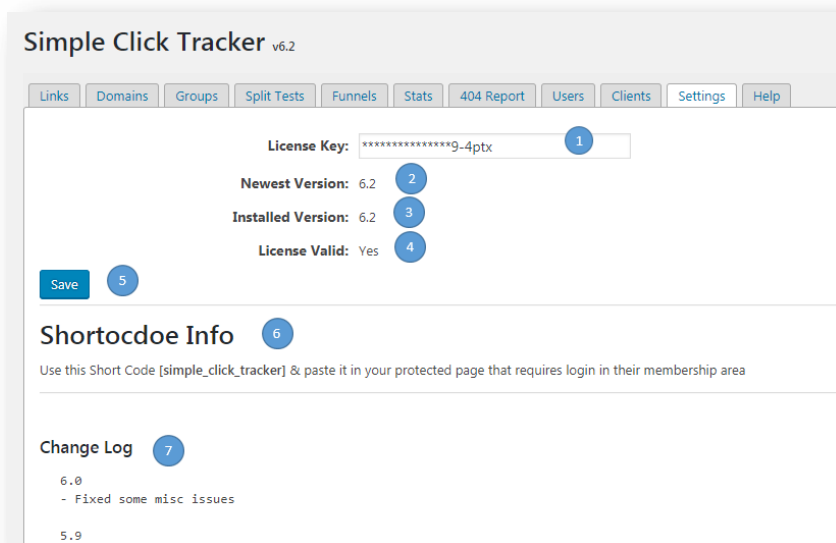 Simple Click Tracker v6.2
Links Domains Groups Split Tests Funnels Stats 404 Report Users Clients Settings Help
License Key: ***************9-4ptx 1
Newest Version: 6.2 2
Installed Version: 6.2 3
License Valid: Yes 4
Save 5
Shortocdoe Info 6
Use this Short Code [simple_click_tracker] & paste it in your protected page that requires login in their membership area
Change Log 7
6.0
- Fixed some misc issues
5.9